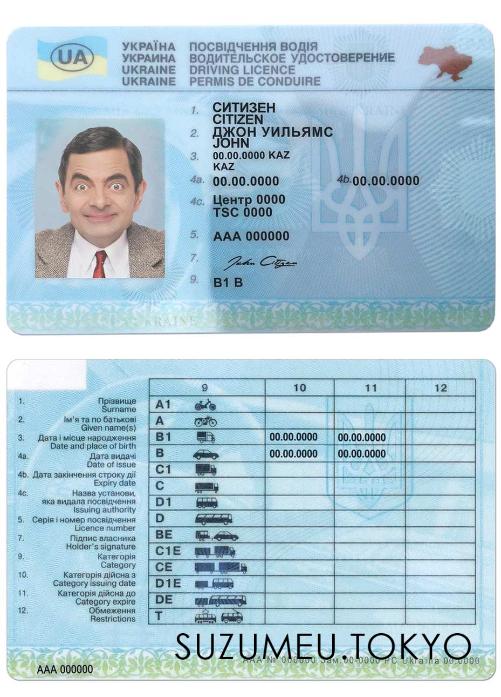 UA
УКРАЇНА ПОСВІДЧЕННЯ ВОДІЯ
УКРАИНА ВОДИТЕЛЬСКОЕ УДОСТОВЕРЕНИЕ
UKRAINE DRIVING LICENCE
UKRAINE PERMIS DE CONDUIRE
1. СИТИЗЕН
CITIZEN
2. ДЖОН УИЛЬЯМС
JOHN
3. 00.00.0000 KAZ
KAZ
4a. 00.00.0000 4b. 00.00.0000
4c. Центр 0000
TSC 0000
5. AAA 000000
7. John Citizen
9. B1 B
UKRAINE
9 10 11 12
1. Прізвище
Surname
2. Ім'я та по батькові
Given name(s)
3. Дата і місце народження
Date and place of birth
4a. Дата видачі
Date of issue
4b. Дата закінчення строку дії
Expiry date
4c. Назва установи,
яка видала посвідчення
Issuing authority
5. Серія і номер посвідчення
Licence number
7. Підпис власника
Holder's signature
9. Категорія
Category
10. Категорія дійсна з
Category issuing date
11. Категорія дійсна до
Category expire
12. Обмеження
Restrictions
A1
A
B1 00.00.0000 00.00.0000
B 00.00.0000 00.00.0000
C1
C
D1
D
BE
C1E
CE
D1E
DE
T
SUZUMEU.TOKYO
AAA № 000000 Зам.00-0000 РС Ukraina 00.0000
AAA 000000